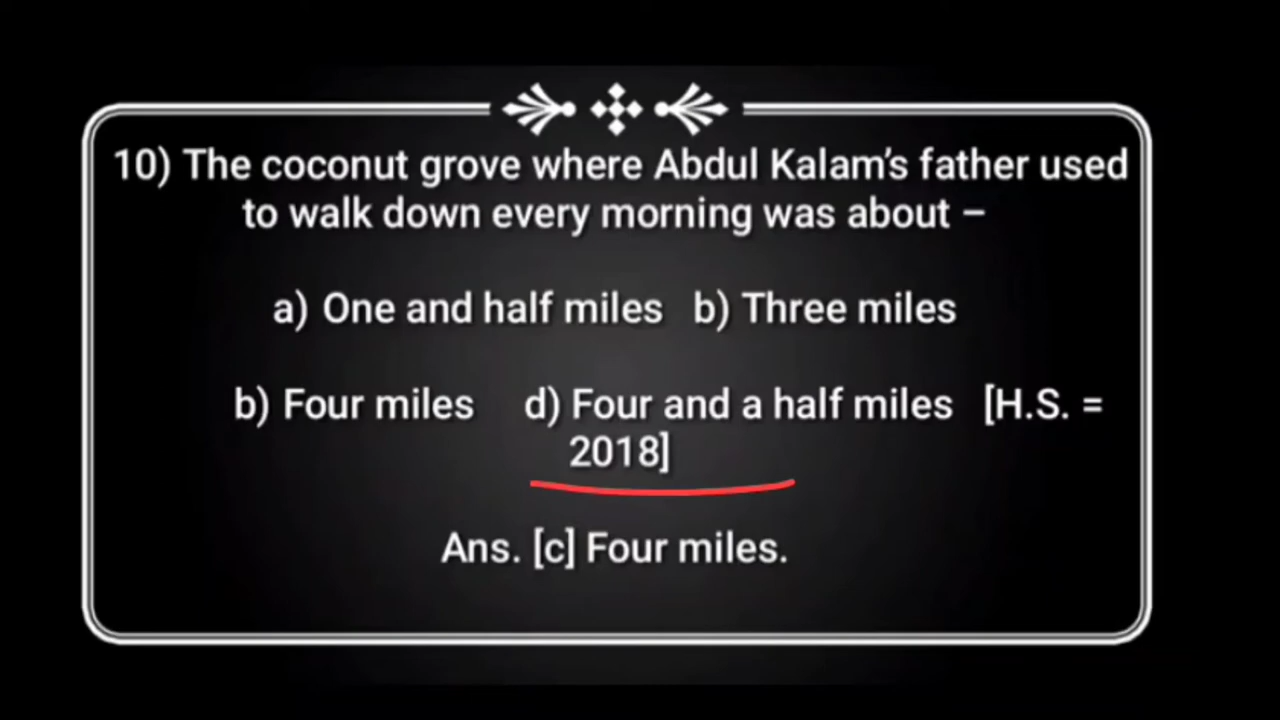 10) The coconut grove where Abdul Kalam's father used
to walk down every morning was about –
a) One and half miles b) Three miles
b) Four miles d) Four and a half miles [H.S. =
2018]
Ans. [c] Four miles.